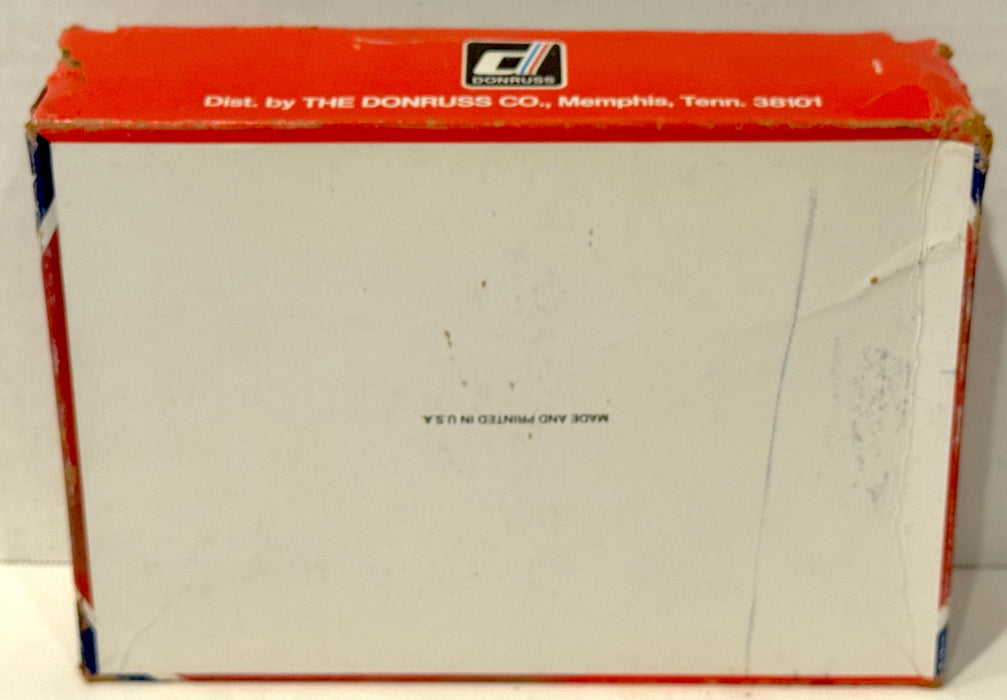 DONRUSS
Dist. by THE DONRUSS CO., Memphis, Tenn. 38101
MADE AND PRINTED IN U.S.A.